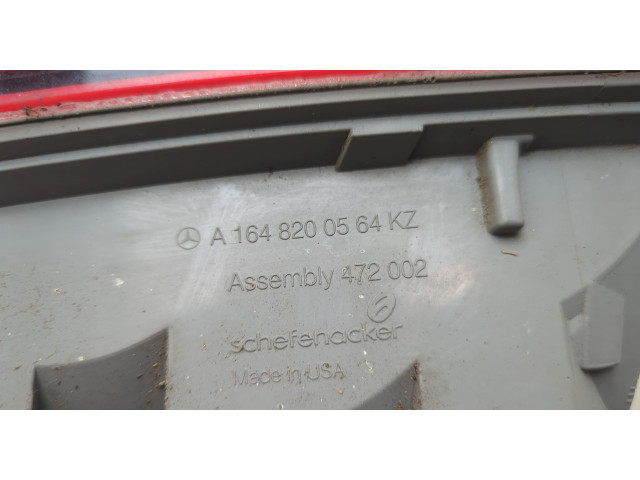 A 164 820 05 64 KZ
Assembly 472 002
schefenacker
Made in USA